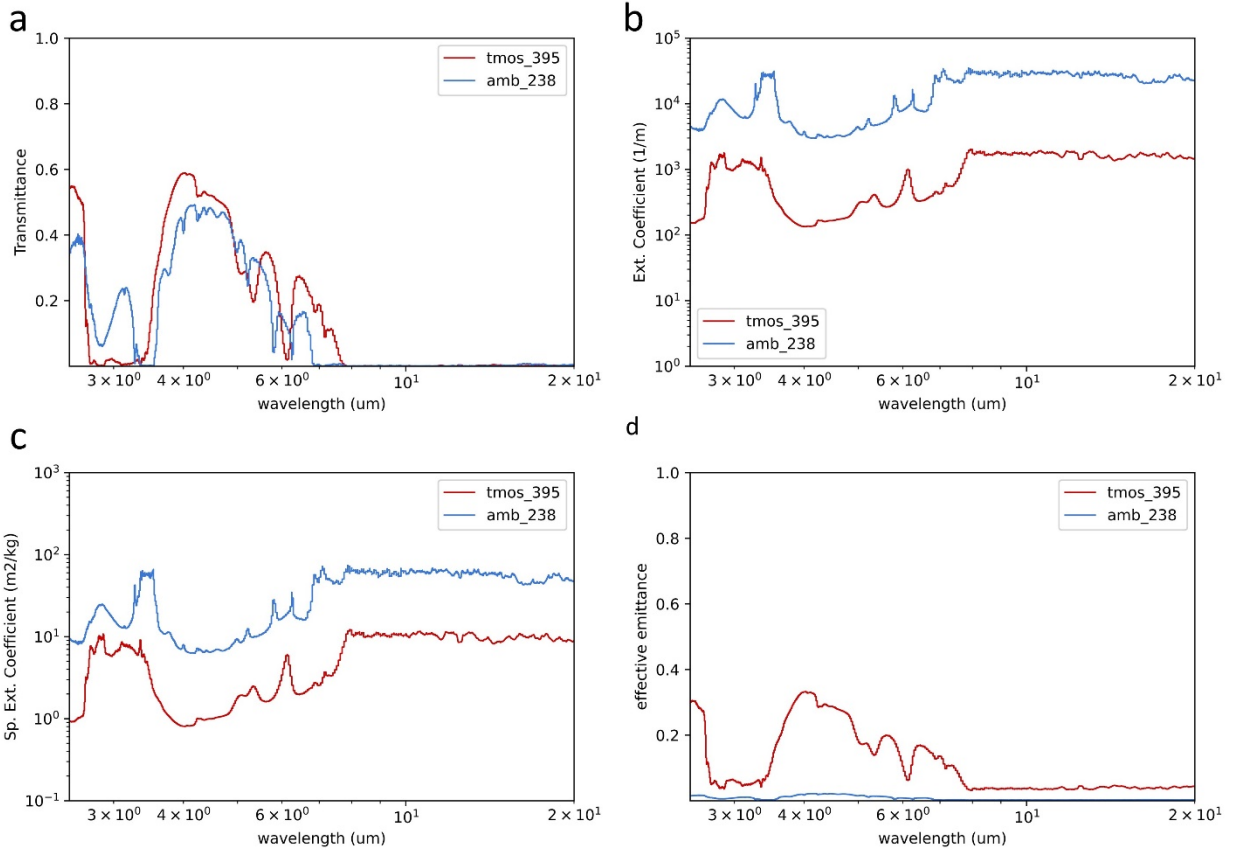 a
1.0
0.8
0.6
0.4
0.2
Transmittance
tmos_395
amb_238
3 × 10⁰
4 × 10⁰
6 × 10⁰
10¹
2 × 10¹
wavelength (um)
b
10⁵
10⁴
10³
10²
10¹
10⁰
Ext. Coefficient (1/m)
tmos_395
amb_238
3 × 10⁰
4 × 10⁰
6 × 10⁰
10¹
2 × 10¹
wavelength (um)
c
10³
10²
10¹
10⁰
10⁻¹
Sp. Ext. Coefficient (m2/kg)
tmos_395
amb_238
3 × 10⁰
4 × 10⁰
6 × 10⁰
10¹
2 × 10¹
wavelength (um)
d
1.0
0.8
0.6
0.4
0.2
effective emittance
tmos_395
amb_238
3 × 10⁰
4 × 10⁰
6 × 10⁰
10¹
2 × 10¹
wavelength (um)